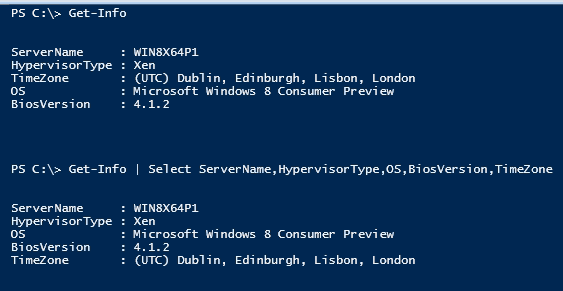 PS C:\> Get-Info
ServerName     : WIN8X64P1
HypervisorType : Xen
TimeZone       : (UTC) Dublin, Edinburgh, Lisbon, London
OS             : Microsoft Windows 8 Consumer Preview
BiosVersion    : 4.1.2
PS C:\> Get-Info | Select ServerName,HypervisorType,OS,BiosVersion,TimeZone
ServerName     : WIN8X64P1
HypervisorType : Xen
OS             : Microsoft Windows 8 Consumer Preview
BiosVersion    : 4.1.2
TimeZone       : (UTC) Dublin, Edinburgh, Lisbon, London